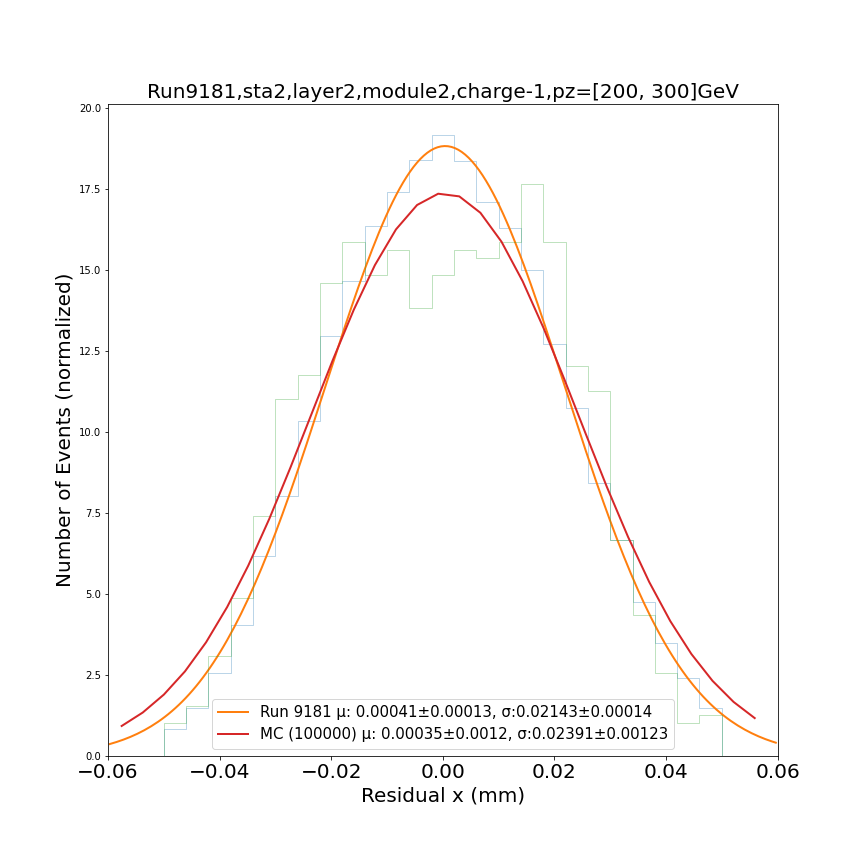 Run9181,sta2,layer2,module2,charge-1,pz=[200, 300]GeV
Number of Events (normalized)
20.0
17.5
15.0
12.5
10.0
7.5
5.0
2.5
0.0
Run 9181 μ: 0.00041±0.00013, σ:0.02143±0.00014
MC (100000) μ: 0.00035±0.0012, σ:0.02391±0.00123
−0.06 −0.04 −0.02 0.00 0.02 0.04 0.06
Residual x (mm)